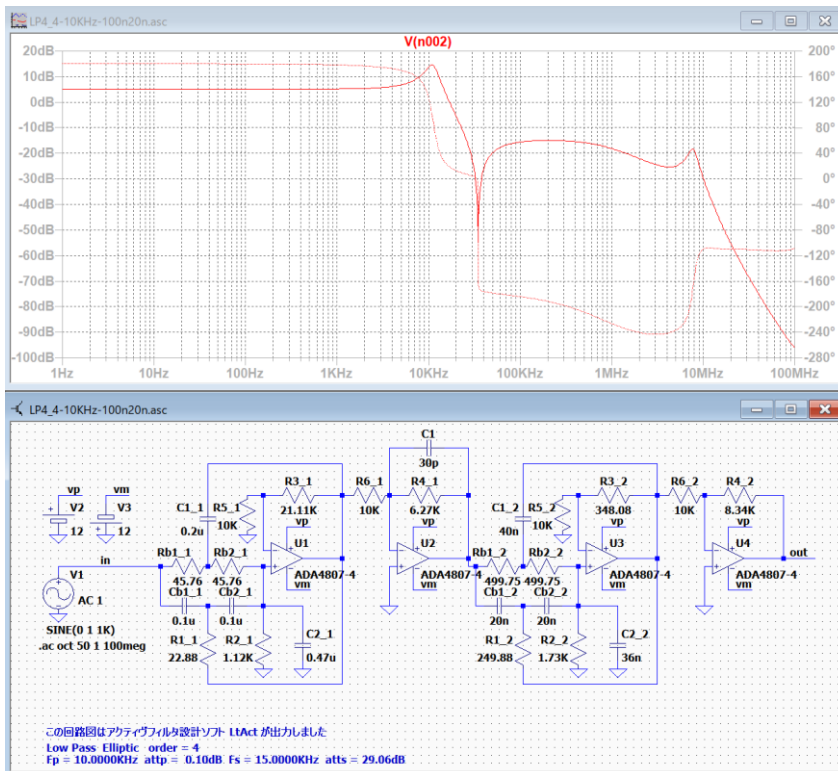 LP4_4-10KHz-100n20n.asc
V(n002)
20dB
10dB
0dB
-10dB
-20dB
-30dB
-40dB
-50dB
-60dB
-70dB
-80dB
-90dB
-100dB
200°
160°
120°
80°
40°
0°
-40°
-80°
-120°
-160°
-200°
-240°
-280°
1Hz 10Hz 100Hz 1KHz 10KHz 100KHz 1MHz 10MHz 100MHz
LP4_4-10KHz-100n20n.asc
C1
30p
vp
V2
12
vm
V3
12
C1_1
0.2u
R5_1
10K
R3_1
21.11K
R6_1
10K
R4_1
6.27K
C1_2
40n
R5_2
10K
R3_2
348.08
R6_2
10K
R4_2
8.34K
in
V1
AC 1
SINE(0 1 1K)
.ac oct 50 1 100meg
Rb1_1
45.76
Rb2_1
45.76
Cb1_1
0.1u
Cb2_1
0.1u
vp
U1
ADA4807-4
vm
vp
U2
ADA4807-4
vm
Rb1_2
499.75
Rb2_2
499.75
Cb1_2
20n
Cb2_2
20n
vp
U3
ADA4807-4
vm
vp
U4
ADA4807-4
vm
out
R1_1
22.88
R2_1
1.12K
C2_1
0.47u
R1_2
249.88
R2_2
1.73K
C2_2
36n
この回路図はアクティヴフィルタ設計ソフト LtAct が出力しました
Low Pass Elliptic order = 4
Fp = 10.0000KHz attp = 0.10dB Fs = 15.0000KHz atts = 29.06dB